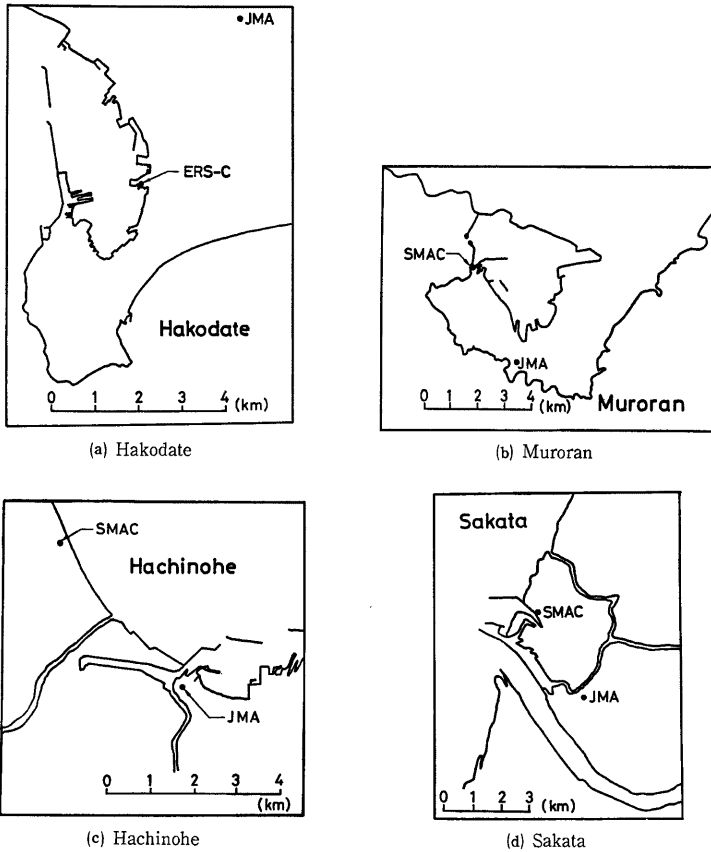 JMA
ERS-C
Hakodate
0 1 2 3 4 (km)
(a) Hakodate
SMAC
JMA
0 1 2 3 4 (km)
Muroran
(b) Muroran
SMAC
Hachinohe
JMA
0 1 2 3 4
(km)
(c) Hachinohe
Sakata
SMAC
JMA
0 1 2 3
(km)
(d) Sakata